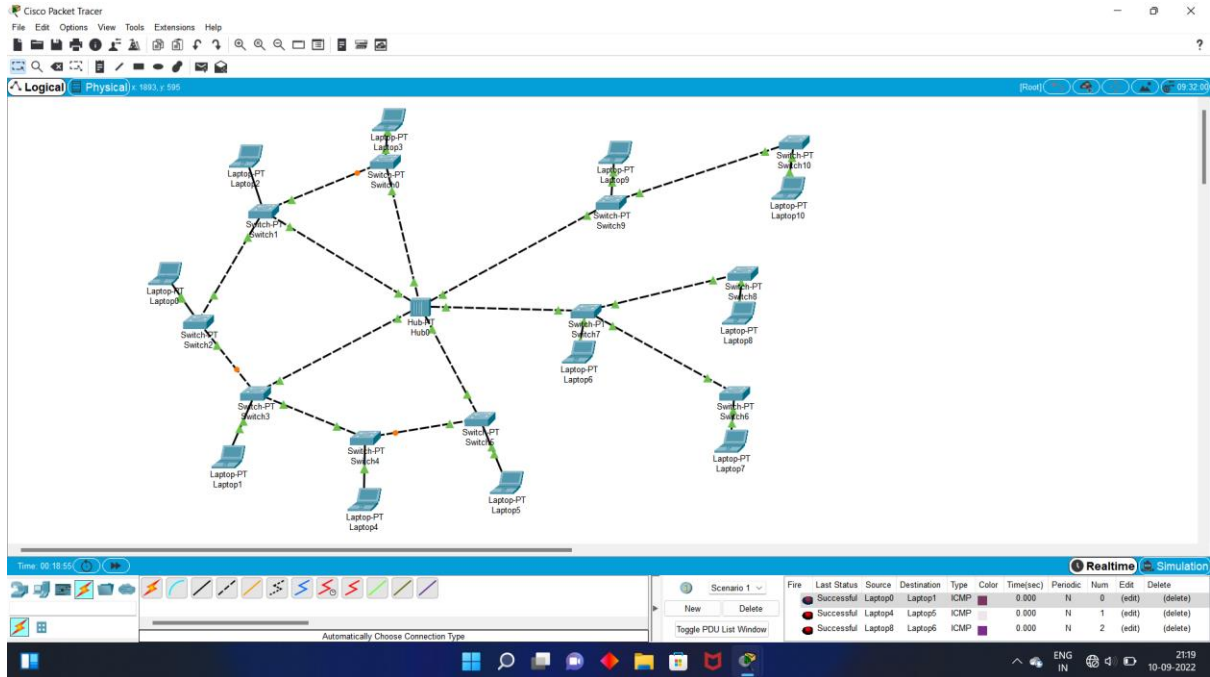 Cisco Packet Tracer
File Edit Options View Tools Extensions Help
?
Logical Physical x: 1893, y: 595 [Root] 09:32:00
Laptop-PT
Laptop3
Switch-PT
Switch0
Laptop-PT
Laptop2
Switch-PT
Switch1
Laptop-PT
Laptop9
Switch-PT
Switch9
Switch-PT
Switch10
Laptop-PT
Laptop10
Laptop-PT
Laptop0
Switch-PT
Switch2
Hub-PT
Hub0
Switch-PT
Switch8
Laptop-PT
Laptop8
Switch-PT
Switch7
Laptop-PT
Laptop6
Switch-PT
Switch3
Laptop-PT
Laptop1
Switch-PT
Switch4
Laptop-PT
Laptop4
Switch-PT
Switch5
Laptop-PT
Laptop5
Switch-PT
Switch6
Laptop-PT
Laptop7
Time: 00:18:55 Realtime Simulation
Scenario 1
New Delete
Toggle PDU List Window
Fire Last Status Source Destination Type Color Time(sec) Periodic Num Edit Delete
Successful Laptop0 Laptop1 ICMP 0.000 N 0 (edit) (delete)
Successful Laptop4 Laptop5 ICMP 0.000 N 1 (edit) (delete)
Successful Laptop8 Laptop6 ICMP 0.000 N 2 (edit) (delete)
Automatically Choose Connection Type
ENG
IN
21:19
10-09-2022